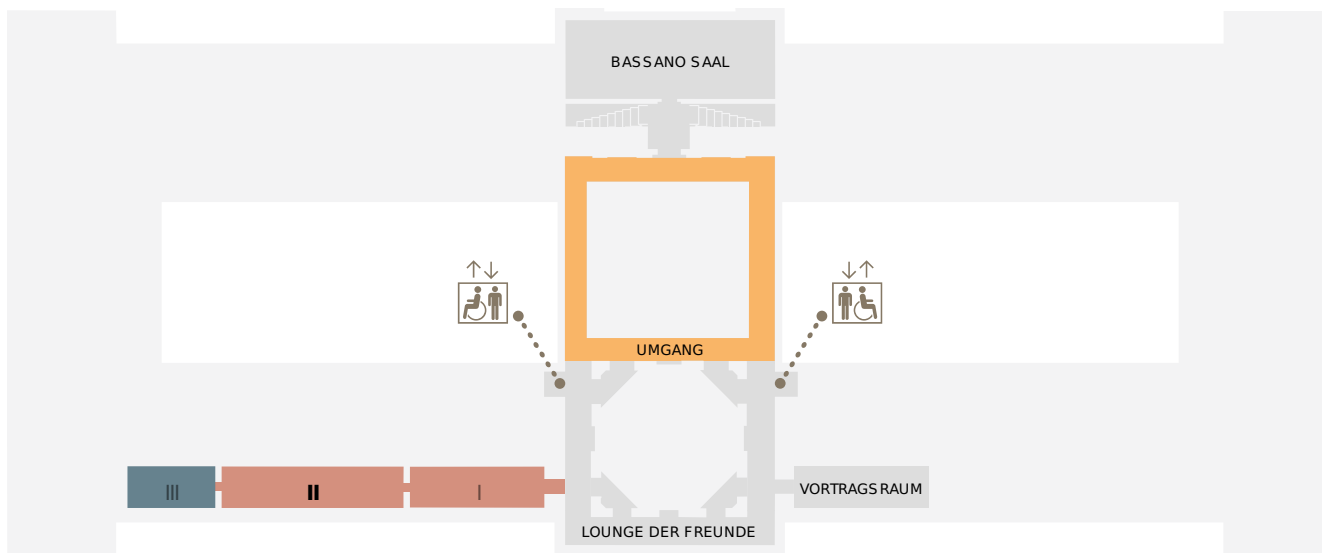 BASSANO SAAL
UMGANG
III
II
I
VORTRAGSRAUM
LOUNGE DER FREUNDE